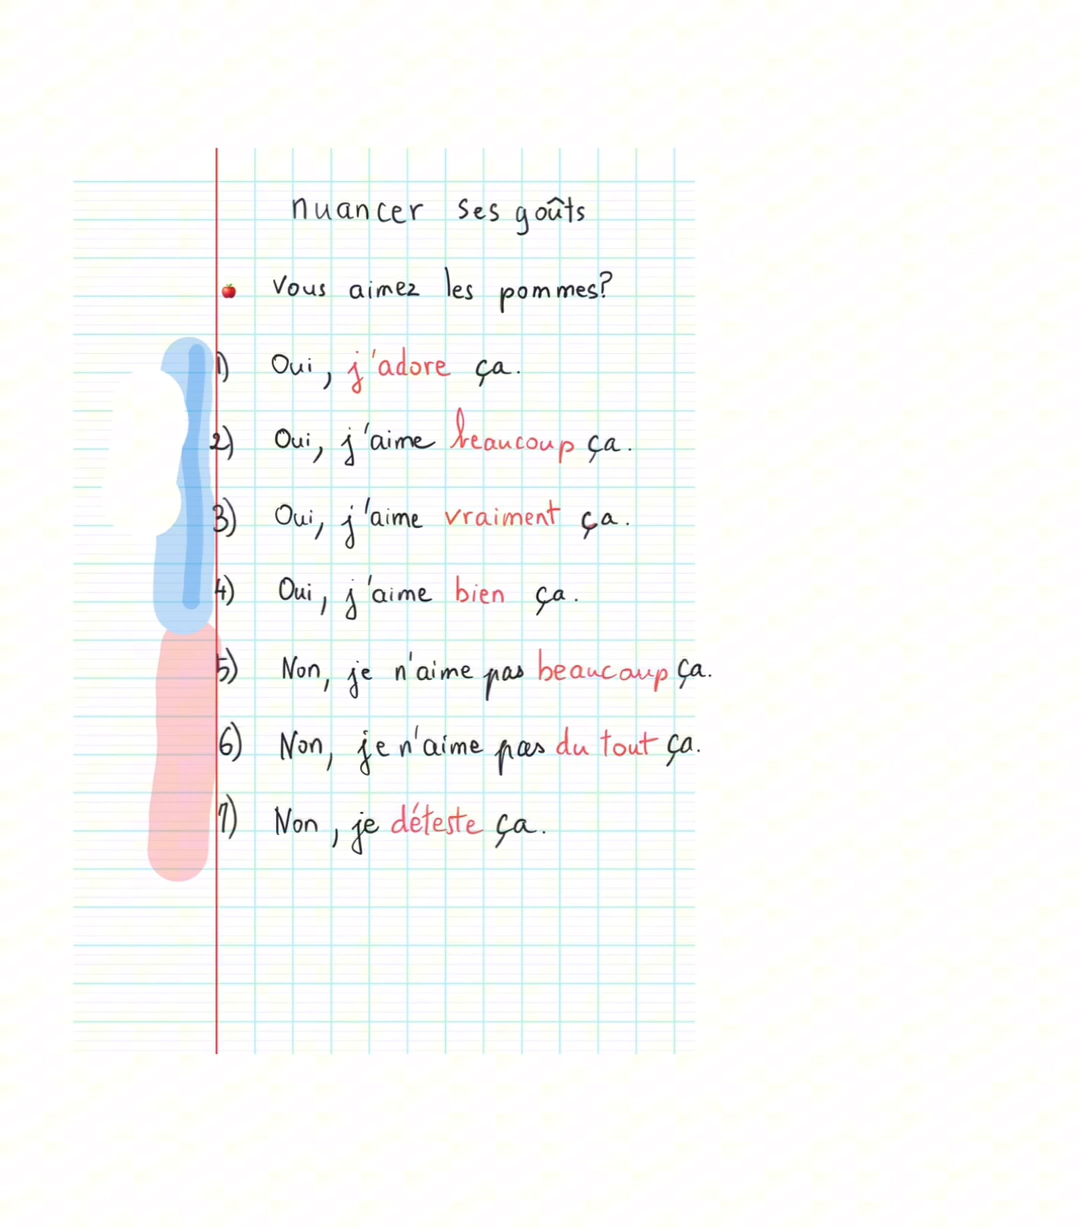 nuancer ses goûts
Vous aimez les pommes?
1) Oui, j'adore ça.
2) Oui, j'aime beaucoup ça.
3) Oui, j'aime vraiment ça.
4) Oui, j'aime bien ça.
5) Non, je n'aime pas beaucoup ça.
6) Non, je n'aime pas du tout ça.
7) Non, je déteste ça.